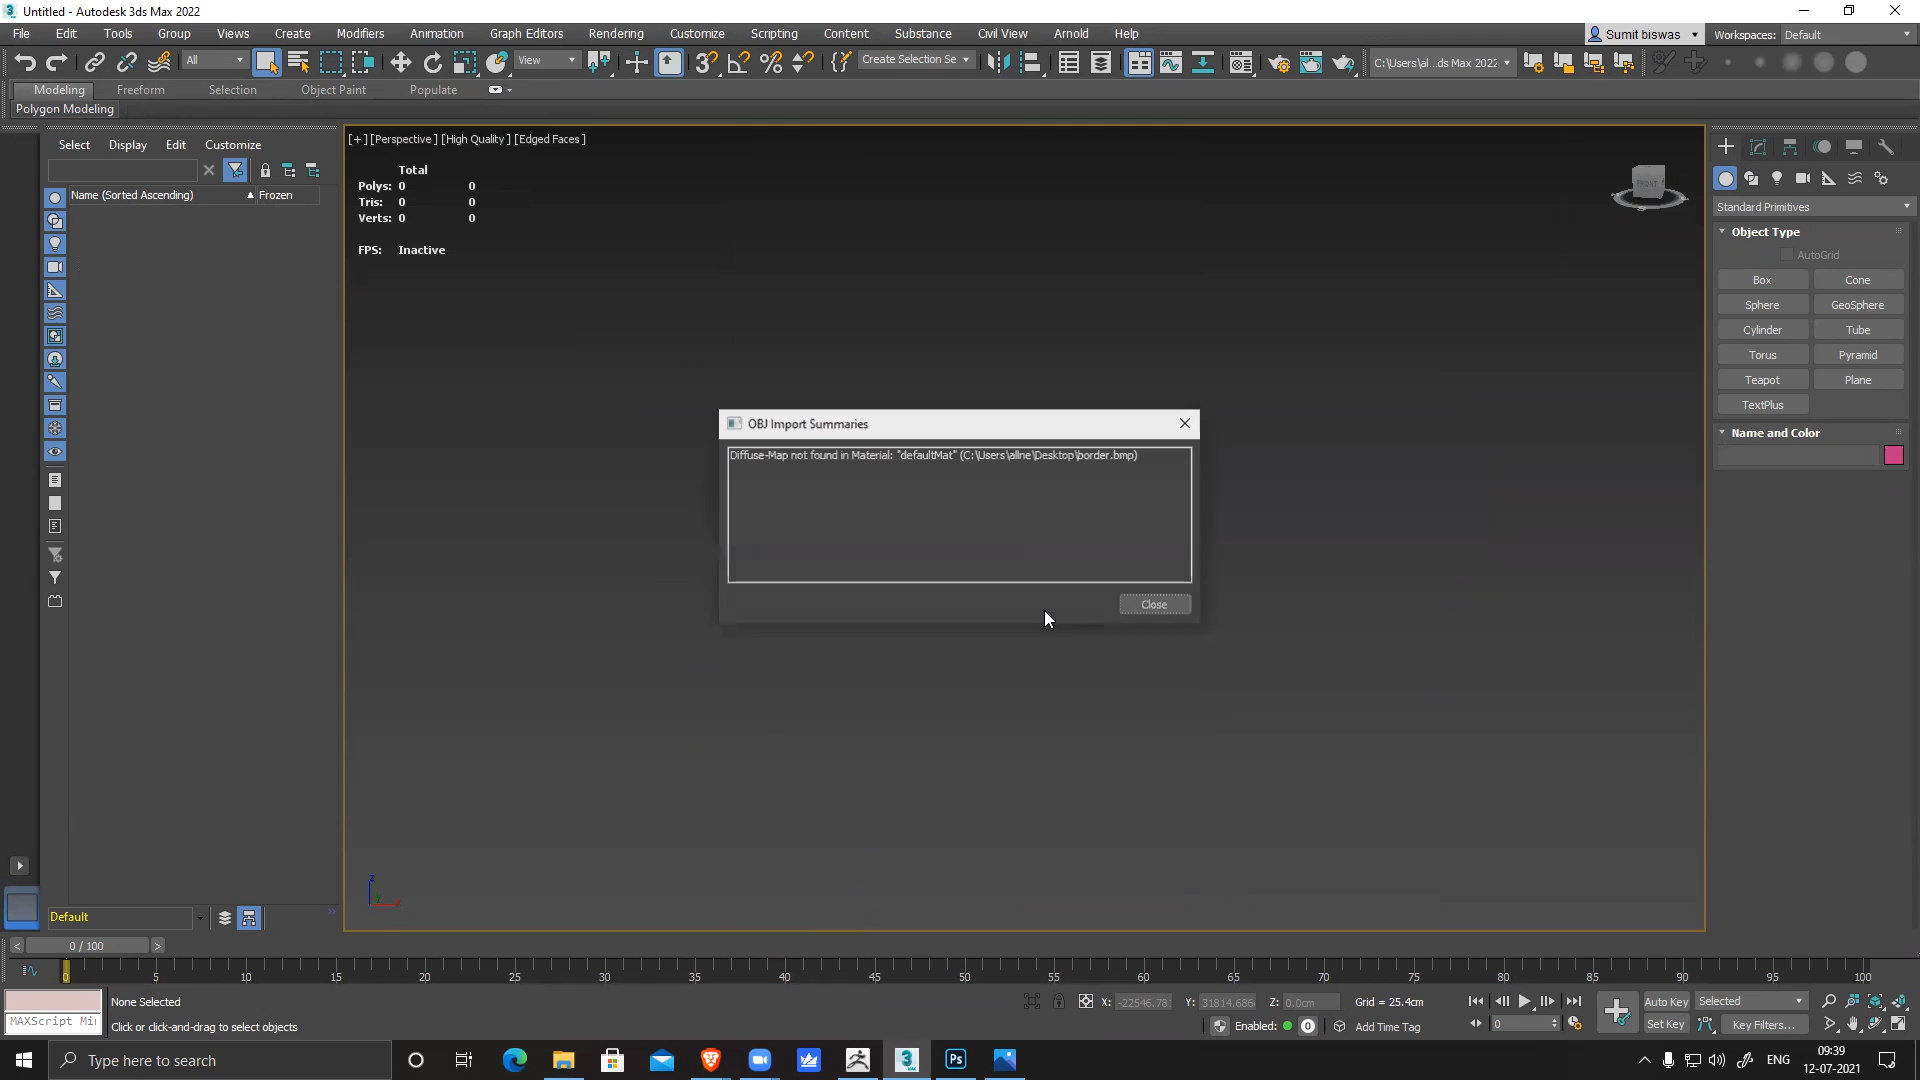 Untitled - Autodesk 3ds Max 2022
File Edit Tools Group Views Create Modifiers Animation Graph Editors Rendering Customize Scripting Content Substance Civil View Arnold Help
Sumit biswas Workspaces: Default
All View Create Selection Se C:\Users\al...ds Max 2022
Modeling Freeform Selection Object Paint Populate
Polygon Modeling
Select Display Edit Customize
Name (Sorted Ascending) Frozen
[+] [Perspective ] [High Quality ] [Edged Faces ]
Total
Polys: 0 0
Tris: 0 0
Verts: 0 0
FPS: Inactive
FRONT
Standard Primitives
Object Type
AutoGrid
Box Cone
Sphere GeoSphere
Cylinder Tube
Torus Pyramid
Teapot Plane
TextPlus
Name and Color
OBJ Import Summaries
Diffuse-Map not found in Material: "defaultMat" (C:\Users\allne\Desktop\border.bmp)
Close
z
x
Default
< 0 / 100 >
0 5 10 15 20 25 30 35 40 45 50 55 60 65 70 75 80 85 90 95 100
None Selected
X: -22546.78 Y: 31814.686 Z: 0.0cm Grid = 25.4cm
Auto Key Selected
MAXScript Mi
Click or click-and-drag to select objects
Enabled: 0 Add Time Tag
0 Set Key Key Filters...
Type here to search
3 MAX Ps
ENG
09:39
12-07-2021